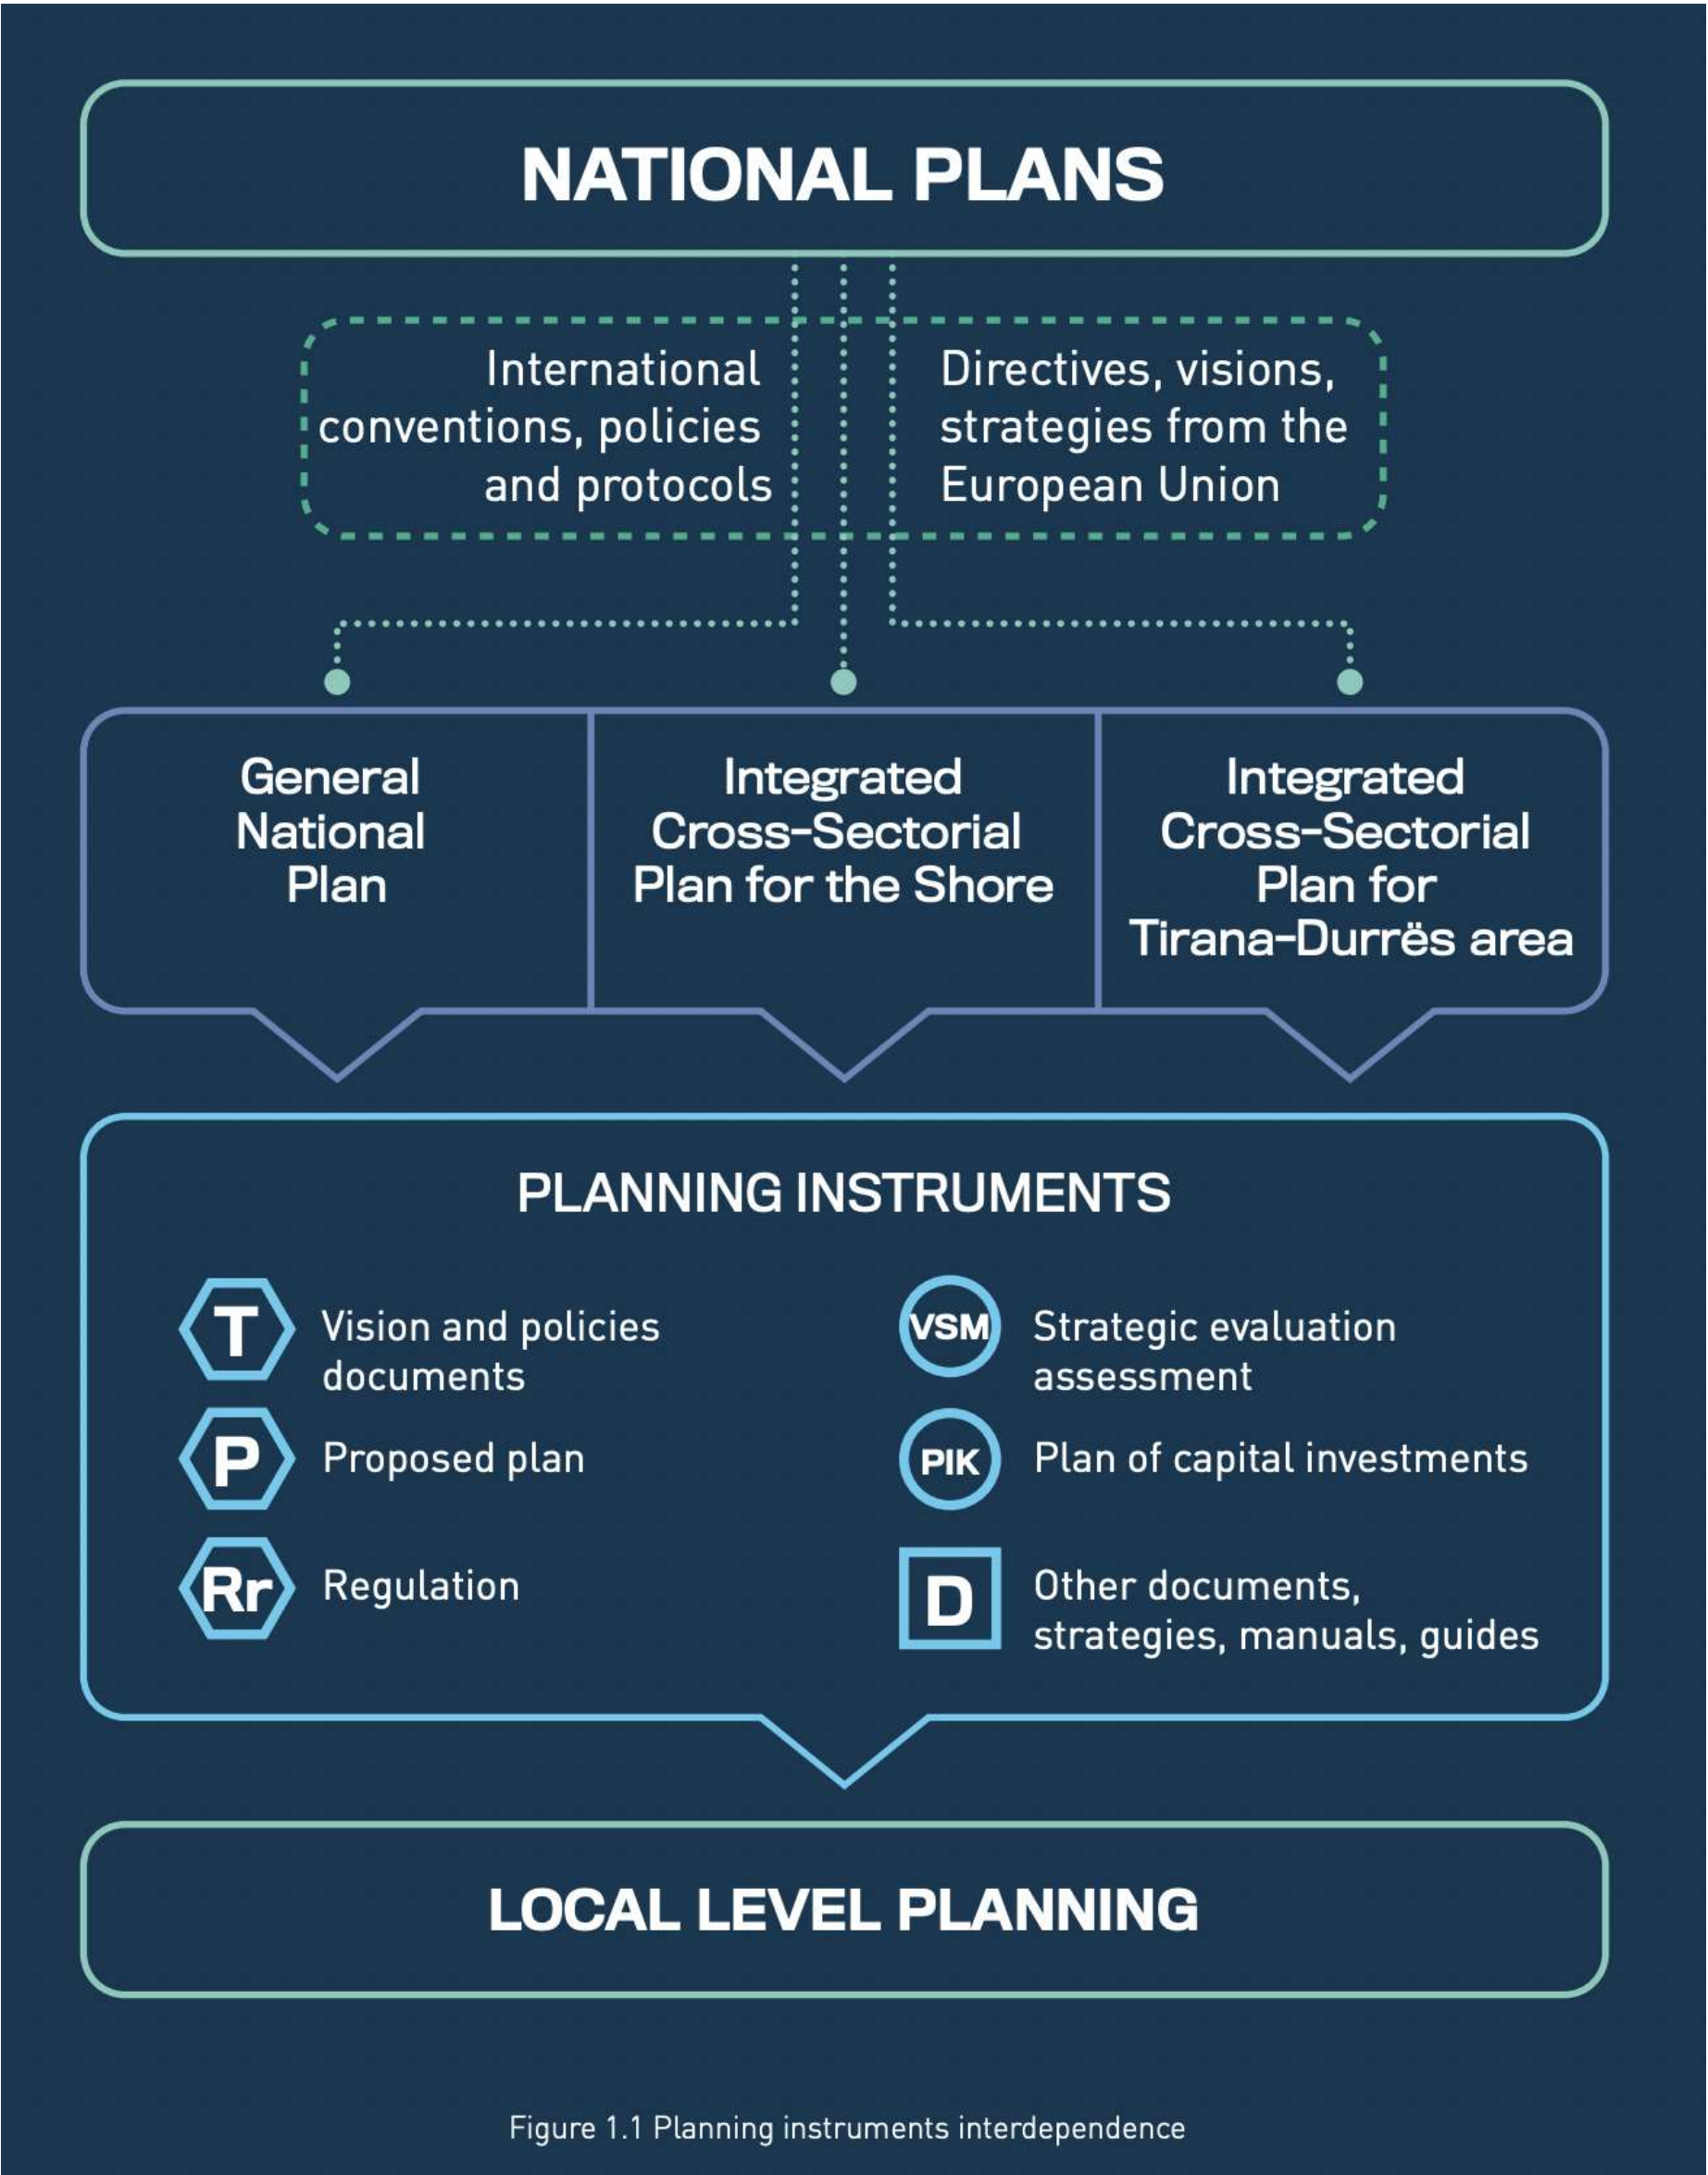 NATIONAL PLANS
International
conventions, policies
and protocols
Directives, visions,
strategies from the
European Union
General
National
Plan
Integrated
Cross-Sectorial
Plan for the Shore
Integrated
Cross-Sectorial
Plan for
Tirana-Durrës area
PLANNING INSTRUMENTS
T
Vision and policies
documents
P
Proposed plan
Rr
Regulation
VSM
Strategic evaluation
assessment
PIK
Plan of capital investments
D
Other documents,
strategies, manuals, guides
LOCAL LEVEL PLANNING
Figure 1.1 Planning instruments interdependence